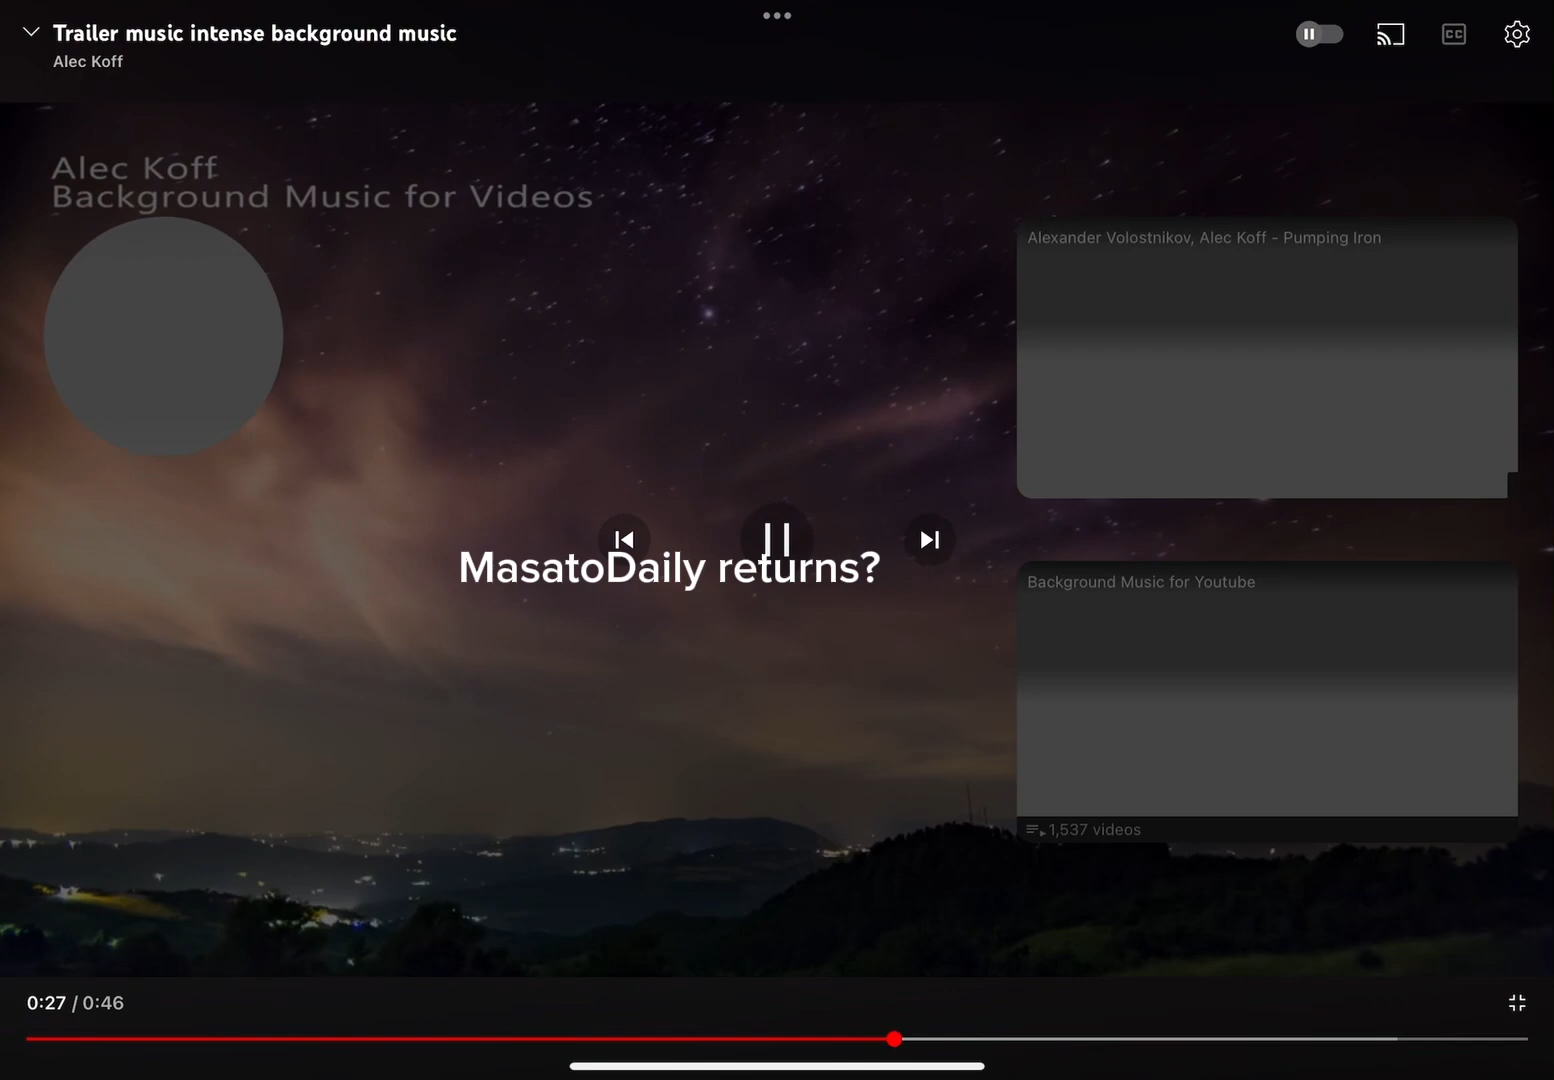 Trailer music intense background music
Alec Koff
CC
Alec Koff
Background Music for Videos
Alexander Volostnikov, Alec Koff - Pumping Iron
MasatoDaily returns?
Background Music for Youtube
1,537 videos
0:27 / 0:46